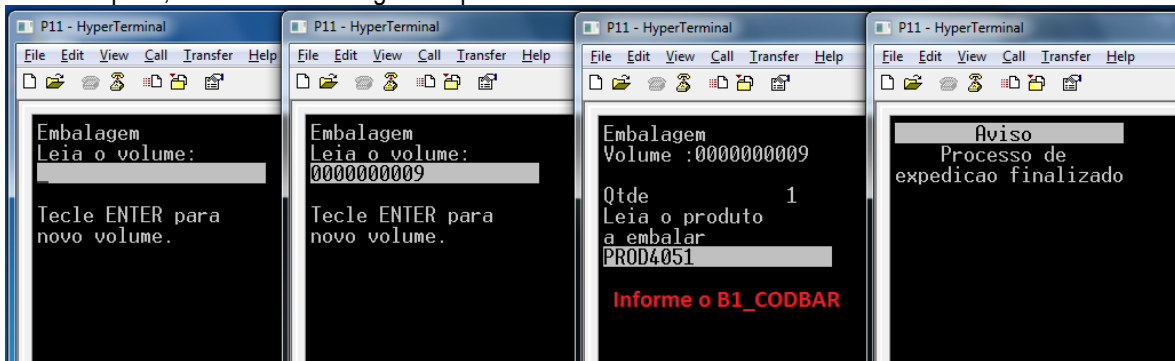 P11 - HyperTerminal
File Edit View Call Transfer Help
Embalagem
Leia o volume:
Tecle ENTER para
novo volume.
P11 - HyperTerminal
File Edit View Call Transfer Help
Embalagem
Leia o volume:
0000000009
Tecle ENTER para
novo volume.
P11 - HyperTerminal
File Edit View Call Transfer Help
Embalagem
Volume :0000000009
Qtde 1
Leia o produto
a embalar
PROD4051
Informe o B1_CODBAR
P11 - HyperTerminal
File Edit View Call Transfer Help
Aviso
Processo de
expedicao finalizado